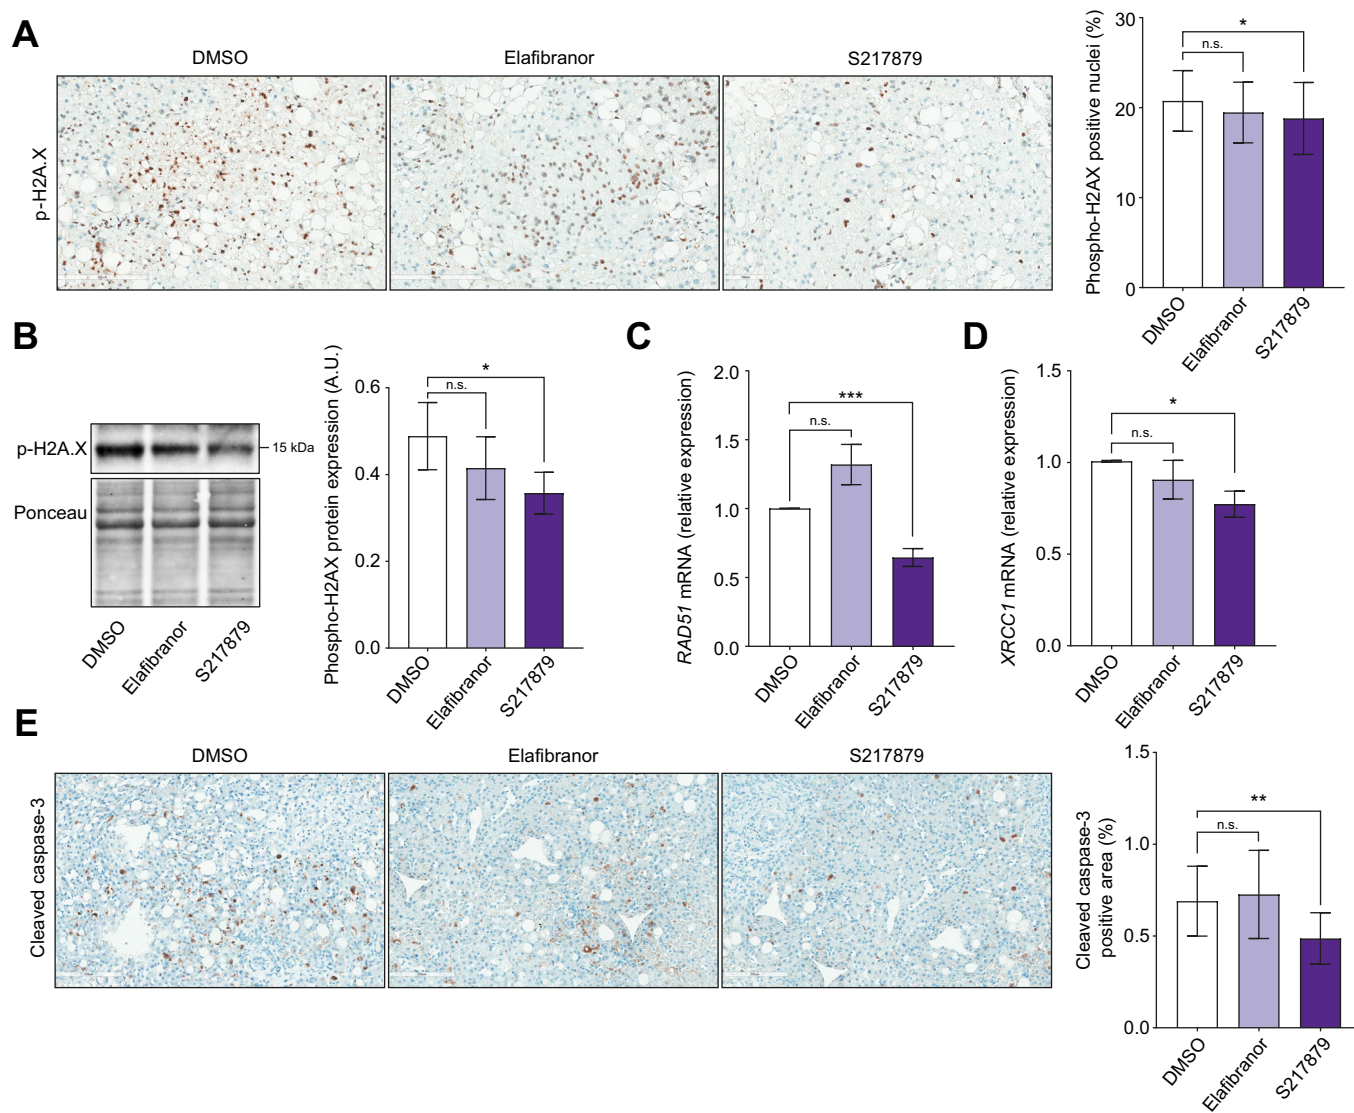 A
DMSO
Elafibranor
S217879
p-H2A.X
Phospho-H2AX positive nuclei (%)
30
20
10
0
*
n.s.
DMSO
Elafibranor
S217879
B
p-H2A.X
15 kDa
Ponceau
DMSO
Elafibranor
S217879
Phospho-H2AX protein expression (A.U.)
0.6
0.4
0.2
0.0
*
n.s.
DMSO
Elafibranor
S217879
C
RAD51 mRNA (relative expression)
2.0
1.5
1.0
0.5
0.0
***
n.s.
DMSO
Elafibranor
S217879
D
XRCC1 mRNA (relative expression)
1.5
1.0
0.5
0.0
*
n.s.
DMSO
Elafibranor
S217879
E
DMSO
Elafibranor
S217879
Cleaved caspase-3
Cleaved caspase-3
positive area (%)
1.5
1.0
0.5
0.0
**
n.s.
DMSO
Elafibranor
S217879